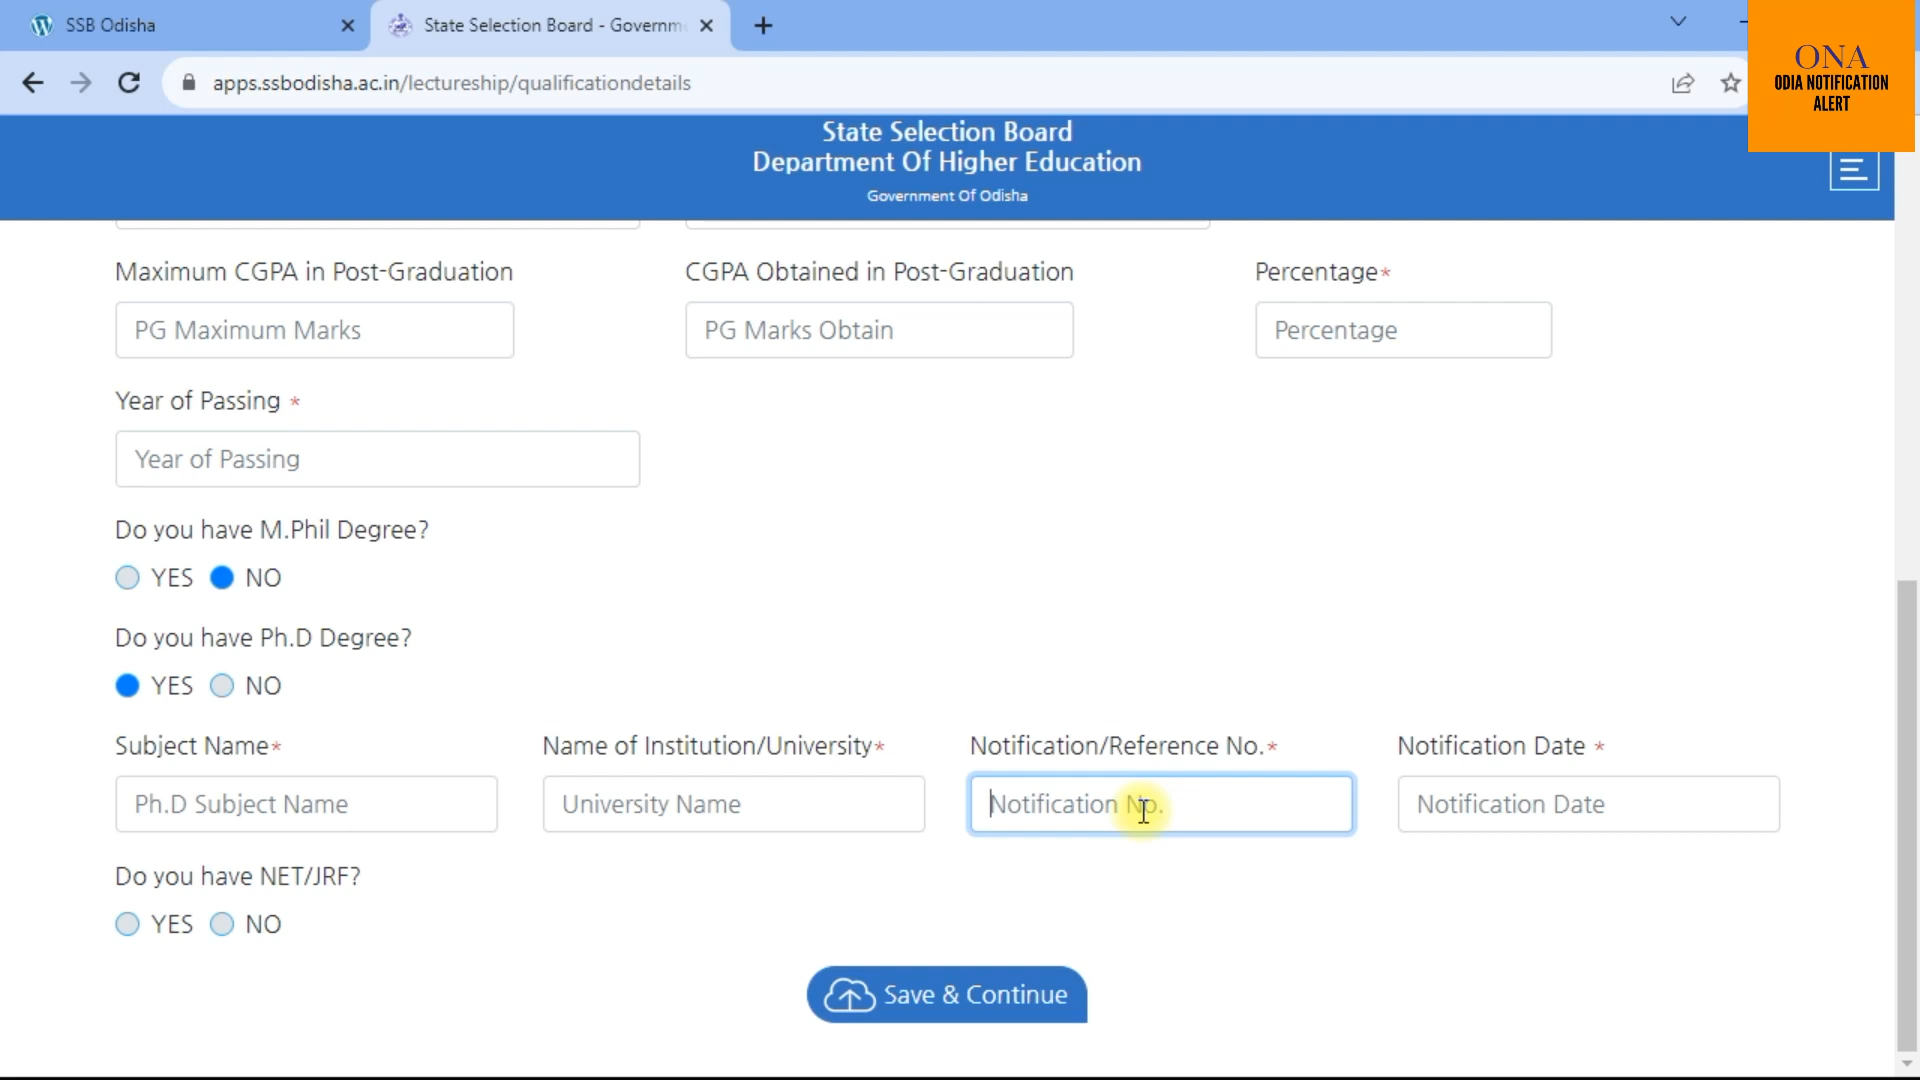 SSB Odisha
State Selection Board - Governm
apps.ssbodisha.ac.in/lectureship/qualificationdetails
ONA
ODIA NOTIFICATION
ALERT
State Selection Board
Department Of Higher Education
Government Of Odisha
Maximum CGPA in Post-Graduation
CGPA Obtained in Post-Graduation
Percentage*
PG Maximum Marks
PG Marks Obtain
Percentage
Year of Passing *
Year of Passing
Do you have M.Phil Degree?
YES NO
Do you have Ph.D Degree?
YES NO
Subject Name*
Name of Institution/University*
Notification/Reference No.*
Notification Date *
Ph.D Subject Name
University Name
Notification No.
Notification Date
Do you have NET/JRF?
YES NO
Save & Continue